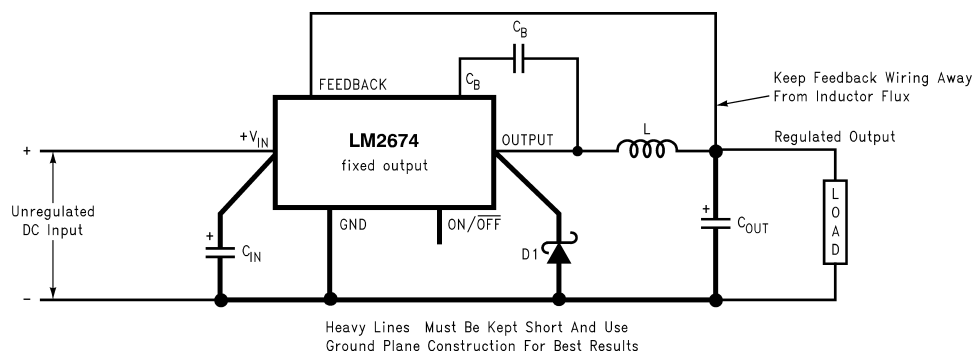 C_B
FEEDBACK
C_B
Keep Feedback Wiring Away
From Inductor Flux
+V_IN
LM2674
fixed output
OUTPUT
L
Regulated Output
+
Unregulated
DC Input
-
+
C_IN
GND
ON/O̅F̅F̅
D1
+
C_OUT
LOAD
Heavy Lines Must Be Kept Short And Use
Ground Plane Construction For Best Results